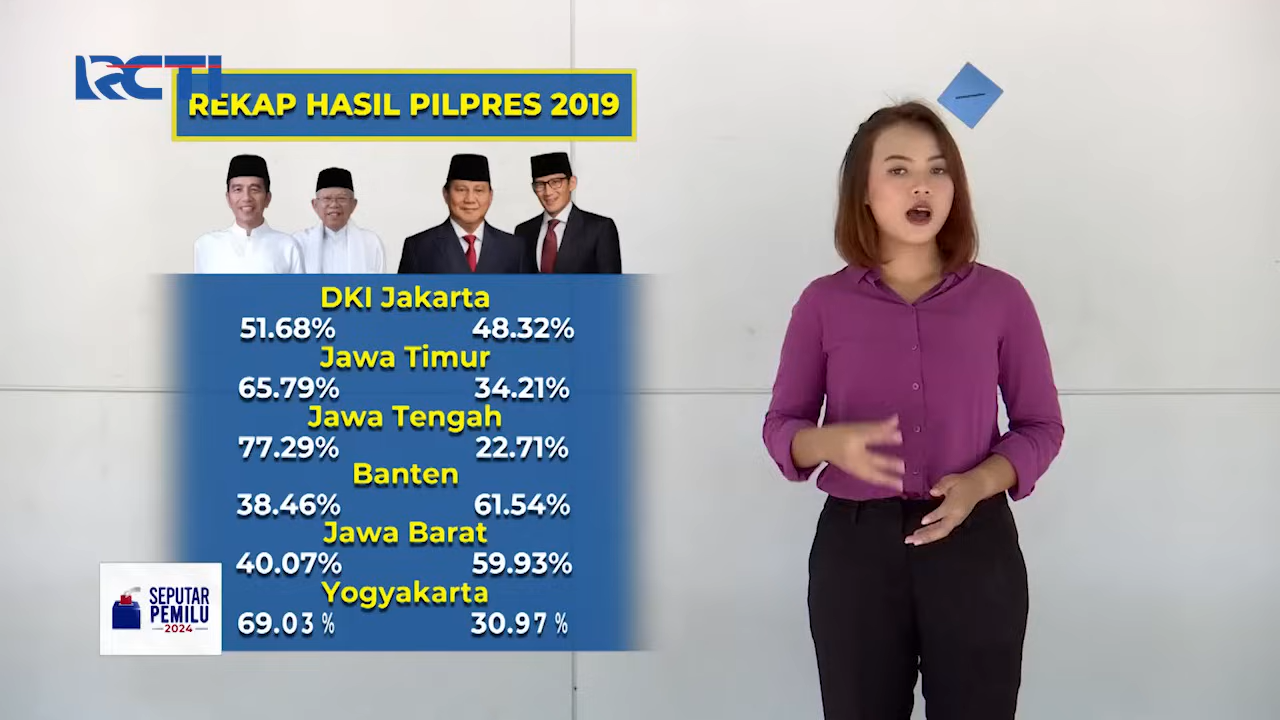 RCTI
REKAP HASIL PILPRES 2019
DKI Jakarta
51.68% 48.32%
Jawa Timur
65.79% 34.21%
Jawa Tengah
77.29% 22.71%
Banten
38.46% 61.54%
Jawa Barat
40.07% 59.93%
Yogyakarta
69.03 % 30.97 %
SEPUTAR
PEMILU
2024